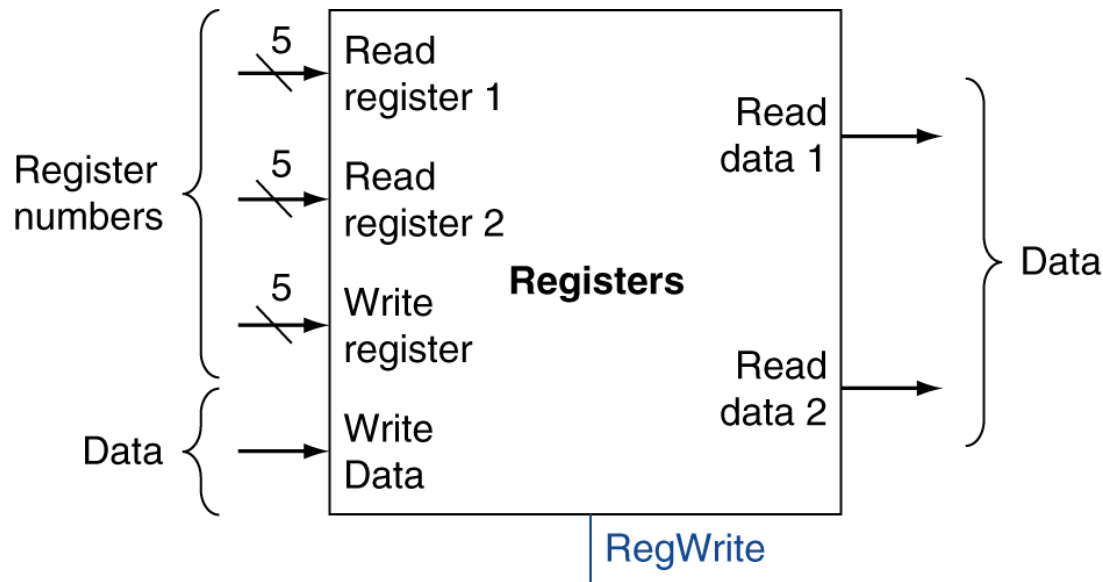 Register
numbers
Data
5
Read
register 1
5
Read
register 2
5
Write
register
Write
Data
Registers
Read
data 1
Read
data 2
Data
RegWrite